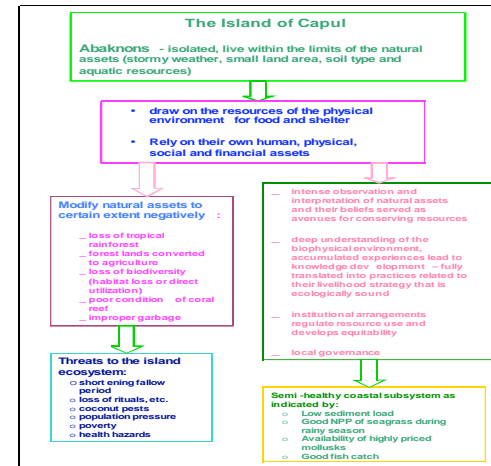 The Island of Capul
Abaknons - isolated, live within the limits of the natural
assets (stormy weather, small land area, soil type and
aquatic resources)
• draw on the resources of the physical
environment for food and shelter
• Rely on their own human, physical,
social and financial assets
Modify natural assets to
certain extent negatively :
_ loss of tropical
rainforest
_ forest lands converted
to agriculture
_ loss of biodiversity
(habitat loss or direct
utilization)
_ poor condition of coral
reef
_ improper garbage
_ intense observation and
interpretation of natural assets
and their beliefs served as
avenues for conserving resources
_ deep understanding of the
biophysical environment,
accumulated experiences lead to
knowledge dev elopment – fully
translated into practices related to
their livelihood strategy that is
ecologically sound
_ institutional arrangements
regulate resource use and
develops equitability
_ local governance
Threats to the island
ecosystem:
o short ening fallow
period
o loss of rituals, etc.
o coconut pests
o population pressure
o poverty
o health hazards
Semi -healthy coastal subsystem as
indicated by:
o Low sediment load
o Good NPP of seagrass during
rainy season
o Availability of highly priced
mollusks
o Good fish catch